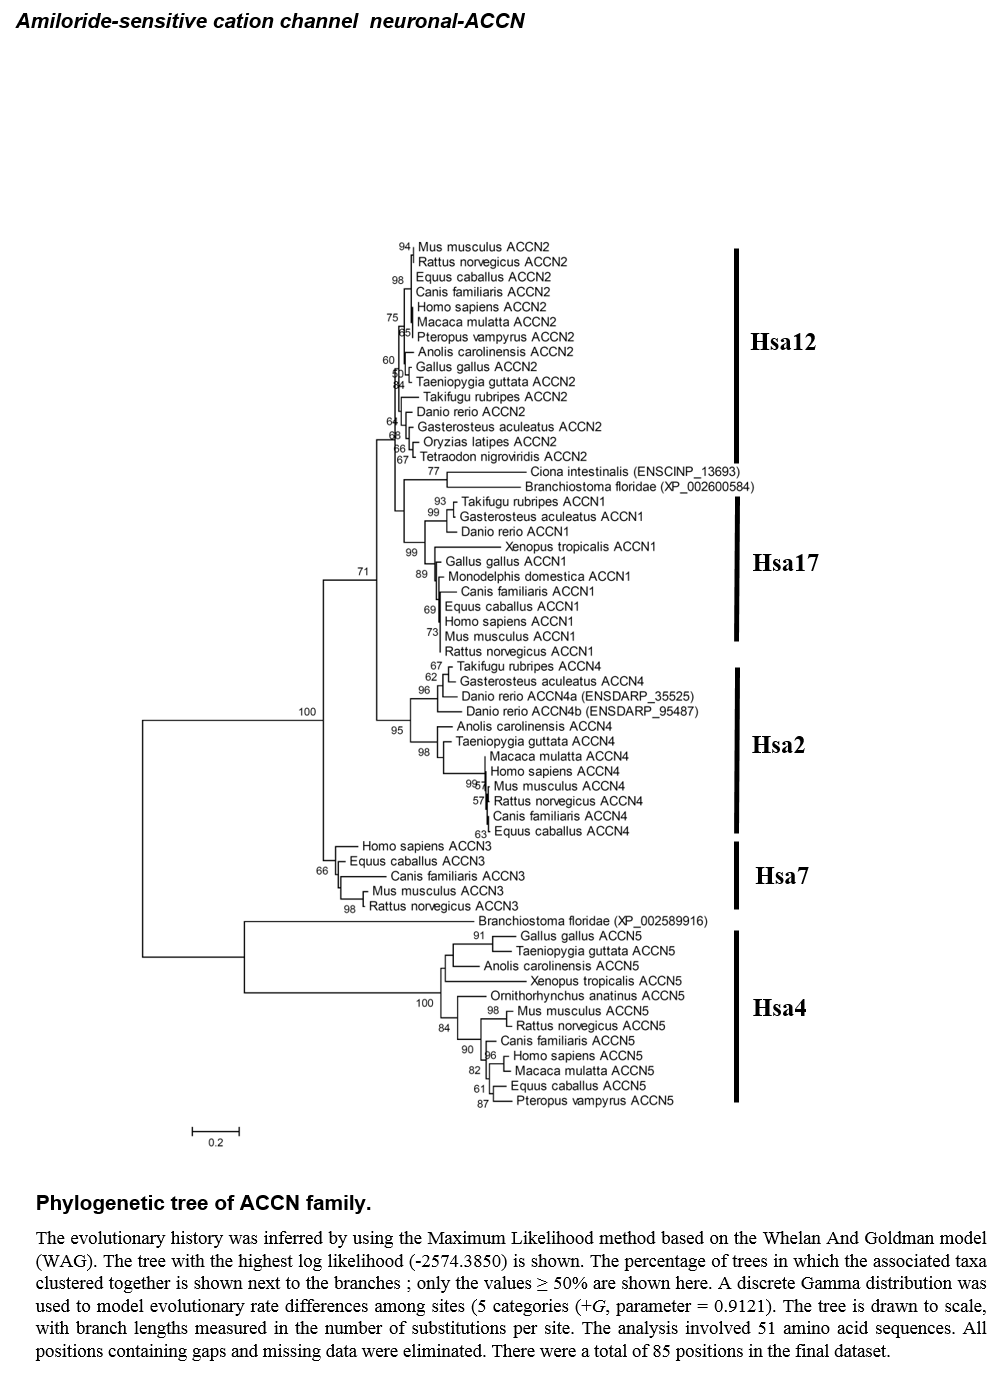 Amiloride-sensitive cation channel neuronal-ACCN
94 Mus musculus ACCN2
Rattus norvegicus ACCN2
98 Equus caballus ACCN2
Canis familiaris ACCN2
Homo sapiens ACCN2
75 Macaca mulatta ACCN2
65 Pteropus vampyrus ACCN2
Hsa12
Anolis carolinensis ACCN2
60 Gallus gallus ACCN2
50
84 Taeniopygia guttata ACCN2
Takifugu rubripes ACCN2
Danio rerio ACCN2
64 Gasterosteus aculeatus ACCN2
68 Oryzias latipes ACCN2
66
67 Tetraodon nigroviridis ACCN2
77 Ciona intestinalis (ENSCINP_13693)
Branchiostoma floridae (XP_002600584)
93 Takifugu rubripes ACCN1
99 Gasterosteus aculeatus ACCN1
Danio rerio ACCN1
99 Xenopus tropicalis ACCN1
Gallus gallus ACCN1
Hsa17
89 Monodelphis domestica ACCN1
71
Canis familiaris ACCN1
69 Equus caballus ACCN1
Homo sapiens ACCN1
73 Mus musculus ACCN1
Rattus norvegicus ACCN1
67 Takifugu rubripes ACCN4
62 Gasterosteus aculeatus ACCN4
96 Danio rerio ACCN4a (ENSDARP_35525)
100 Danio rerio ACCN4b (ENSDARP_95487)
95 Anolis carolinensis ACCN4
98 Taeniopygia guttata ACCN4
Hsa2
Macaca mulatta ACCN4
Homo sapiens ACCN4
99 57 Mus musculus ACCN4
57 Rattus norvegicus ACCN4
Canis familiaris ACCN4
63 Equus caballus ACCN4
Homo sapiens ACCN3
66 Equus caballus ACCN3
Canis familiaris ACCN3
Hsa7
Mus musculus ACCN3
98 Rattus norvegicus ACCN3
Branchiostoma floridae (XP_002589916)
91 Gallus gallus ACCN5
Taeniopygia guttata ACCN5
Anolis carolinensis ACCN5
Xenopus tropicalis ACCN5
100 Ornithorhynchus anatinus ACCN5
98 Mus musculus ACCN5
Hsa4
84 Rattus norvegicus ACCN5
Canis familiaris ACCN5
90 96 Homo sapiens ACCN5
82 Macaca mulatta ACCN5
61 Equus caballus ACCN5
87 Pteropus vampyrus ACCN5
0.2
Phylogenetic tree of ACCN family.
The evolutionary history was inferred by using the Maximum Likelihood method based on the Whelan And Goldman model
(WAG). The tree with the highest log likelihood (-2574.3850) is shown. The percentage of trees in which the associated taxa
clustered together is shown next to the branches ; only the values ≥ 50% are shown here. A discrete Gamma distribution was
used to model evolutionary rate differences among sites (5 categories (+G, parameter = 0.9121). The tree is drawn to scale,
with branch lengths measured in the number of substitutions per site. The analysis involved 51 amino acid sequences. All
positions containing gaps and missing data were eliminated. There were a total of 85 positions in the final dataset.